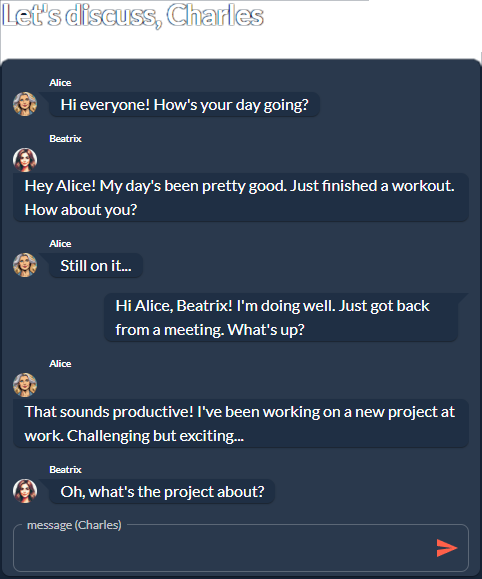 Let's discuss, Charles
Alice
Hi everyone! How's your day going?
Beatrix
Hey Alice! My day's been pretty good. Just finished a workout.
How about you?
Alice
Still on it...
Hi Alice, Beatrix! I'm doing well. Just got back
from a meeting. What's up?
Alice
That sounds productive! I've been working on a new project at
work. Challenging but exciting...
Beatrix
Oh, what's the project about?
message (Charles)